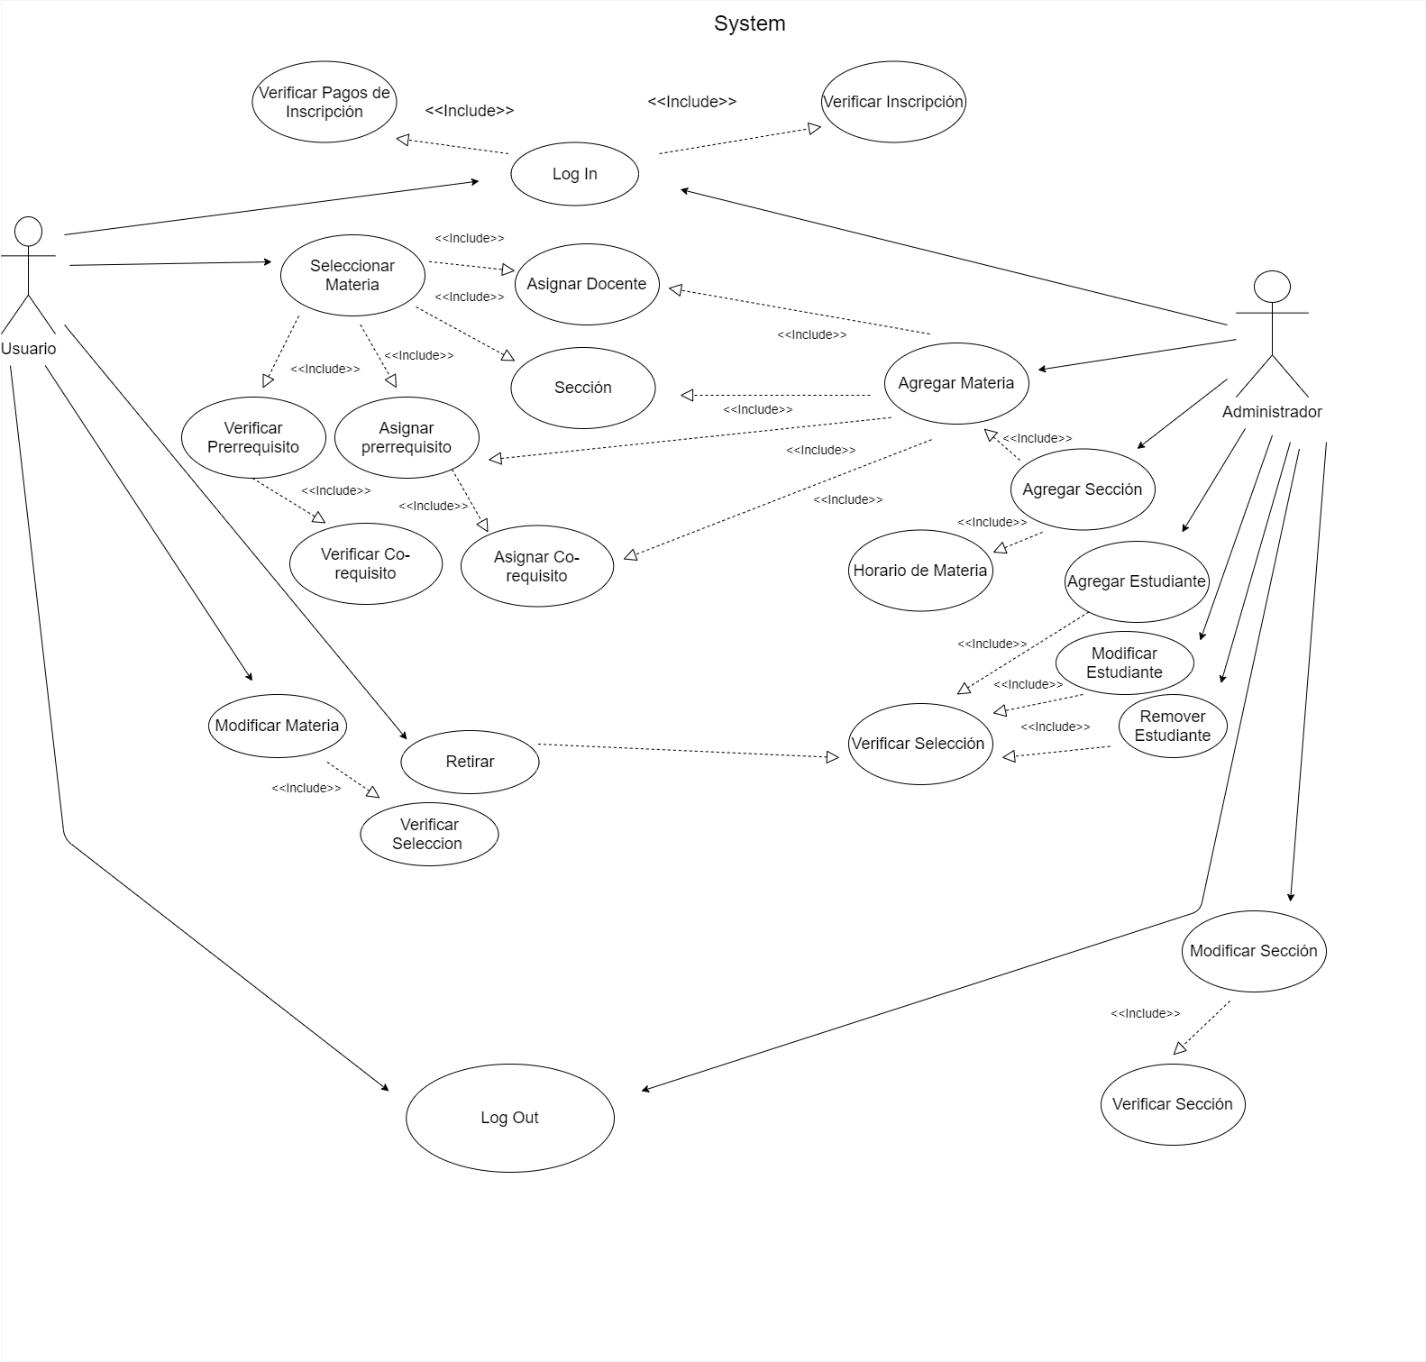 System
Verificar Pagos de
Inscripción
<<Include>>
<<Include>>
Verificar Inscripción
Log In
<<Include>>
Seleccionar
Materia
Asignar Docente
<<Include>>
<<Include>>
Usuario
<<Include>>
<<Include>>
Sección
Agregar Materia
<<Include>>
Administrador
Verificar
Prerrequisito
Asignar
prerrequisito
<<Include>>
<<Include>>
<<Include>>
Agregar Sección
<<Include>>
<<Include>>
<<Include>>
Verificar Co-
requisito
Asignar Co-
requisito
Horario de Materia
Agregar Estudiante
<<Include>>
Modificar
Estudiante
<<Include>>
Modificar Materia
Remover
Estudiante
<<Include>>
Verificar Selección
Retirar
<<Include>>
Verificar
Seleccion
Modificar Sección
<<Include>>
Verificar Sección
Log Out